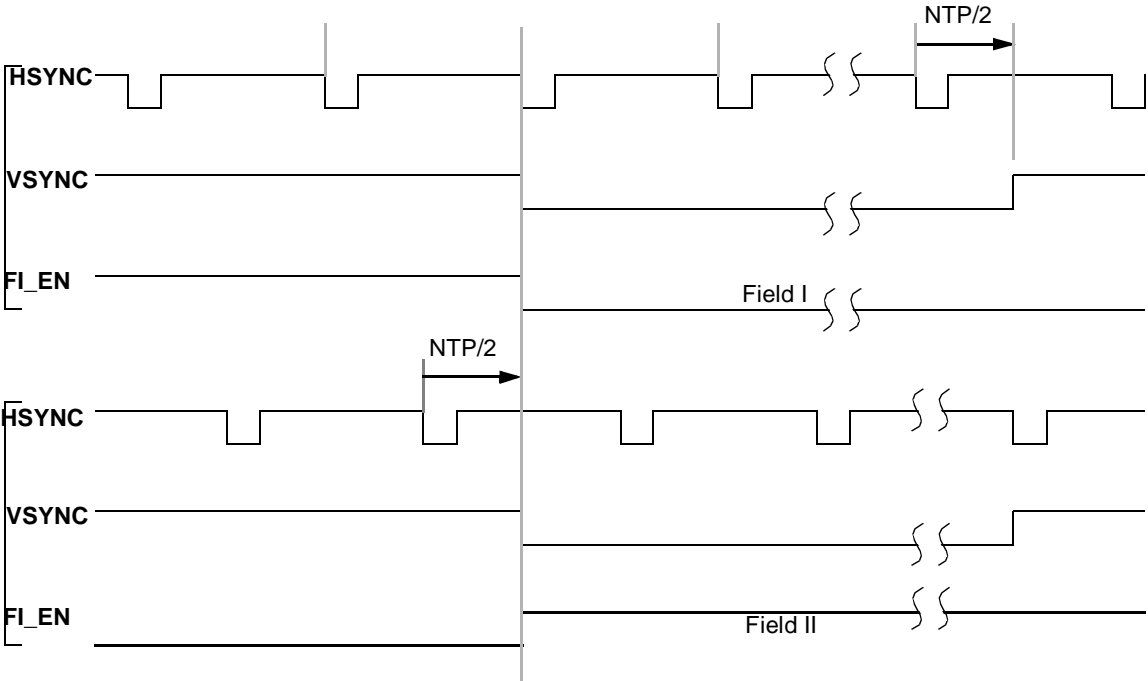 NTP/2
HSYNC
VSYNC
FI_EN
Field I
NTP/2
HSYNC
VSYNC
FI_EN
Field II